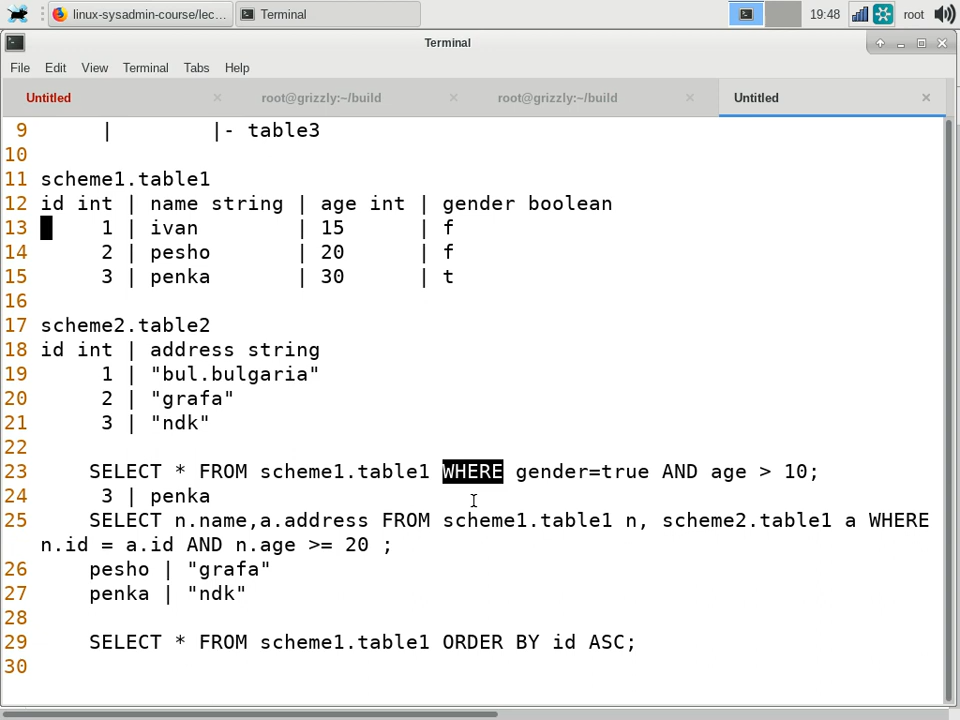 linux-sysadmin-course/lec...
Terminal
19:48
root
Terminal
File Edit View Terminal Tabs Help
Untitled
root@grizzly:~/build
root@grizzly:~/build
Untitled
9      |        |- table3
10
11 scheme1.table1
12 id int | name string | age int | gender boolean
13      1 | ivan        | 15      | f
14      2 | pesho       | 20      | f
15      3 | penka       | 30      | t
16
17 scheme2.table2
18 id int | address string
19      1 | "bul.bulgaria"
20      2 | "grafa"
21      3 | "ndk"
22
23     SELECT * FROM scheme1.table1 WHERE gender=true AND age > 10;
24      3 | penka
25     SELECT n.name,a.address FROM scheme1.table1 n, scheme2.table1 a WHERE
n.id = a.id AND n.age >= 20 ;
26     pesho | "grafa"
27     penka | "ndk"
28
29     SELECT * FROM scheme1.table1 ORDER BY id ASC;
30